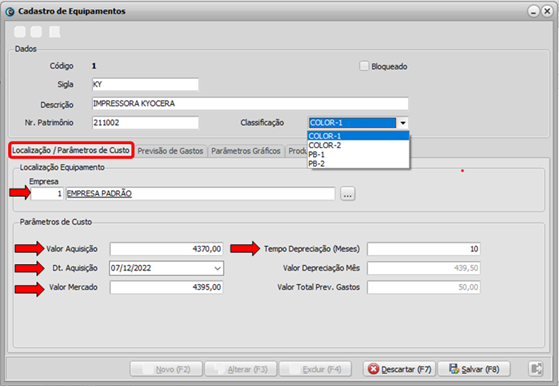 Cadastro de Equipamentos
Dados
Código 1 Bloqueado
Sigla KY
Descrição IMPRESSORA KYOCERA
Nr. Patrimônio 211002 Classificação COLOR-1
COLOR-1
COLOR-2
PB-1
PB-2
Localização / Parâmetros de Custo Previsão de Gastos Parâmetros Gráficos Produ
Localização Equipamento
Empresa
1 EMPRESA PADRÃO ...
Parâmetros de Custo
Valor Aquisição 4370,00 Tempo Depreciação (Meses) 10
Dt. Aquisição 07/12/2022 Valor Depreciação Mês 439,50
Valor Mercado 4395,00 Valor Total Prev. Gastos 50,00
Novo (F2) Alterar (F3) Excluir (F4) Descartar (F7) Salvar (F8)